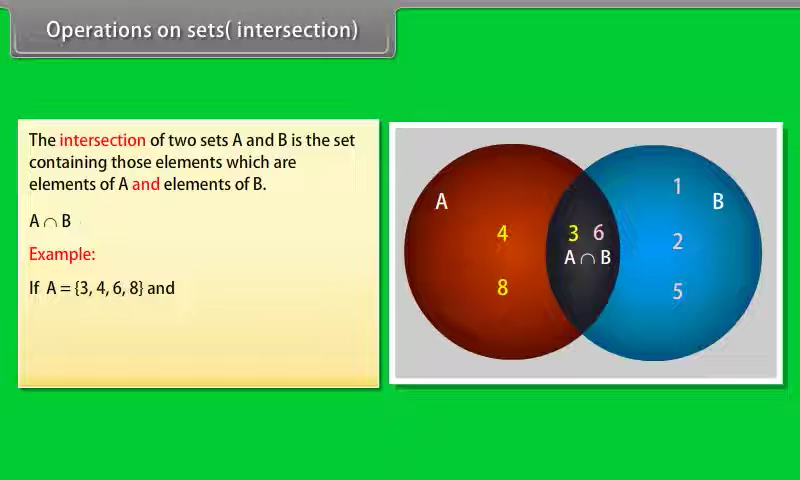 Operations on sets( intersection)
The intersection of two sets A and B is the set
containing those elements which are
elements of A and elements of B.
A ∩ B
Example:
If A = {3, 4, 6, 8} and
A
4
8
3 6
A ∩ B
1
B
2
5